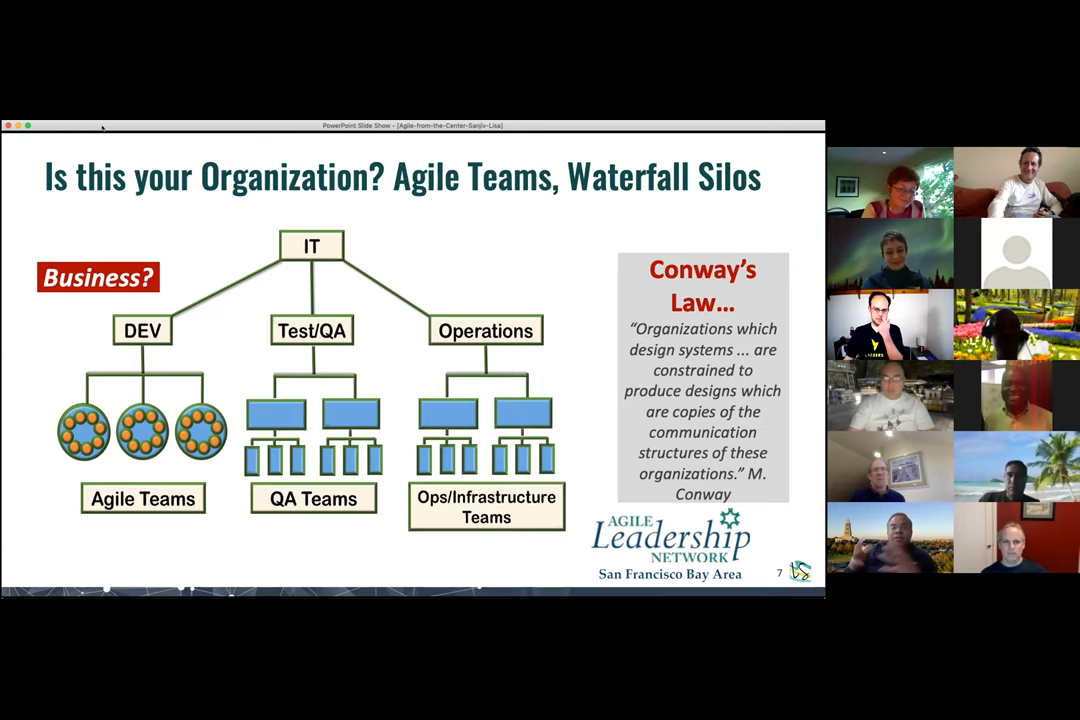 PowerPoint Slide Show - [Agile-from-the-Center-Sanjiv-Lisa]
Is this your Organization? Agile Teams, Waterfall Silos
IT
Business?
DEV
Test/QA
Operations
Agile Teams
QA Teams
Ops/Infrastructure
Teams
Conway's
Law...
“Organizations which
design systems ... are
constrained to
produce designs which
are copies of the
communication
structures of these
organizations.” M.
Conway
AGILE
Leadership
NETWORK
San Francisco Bay Area
7